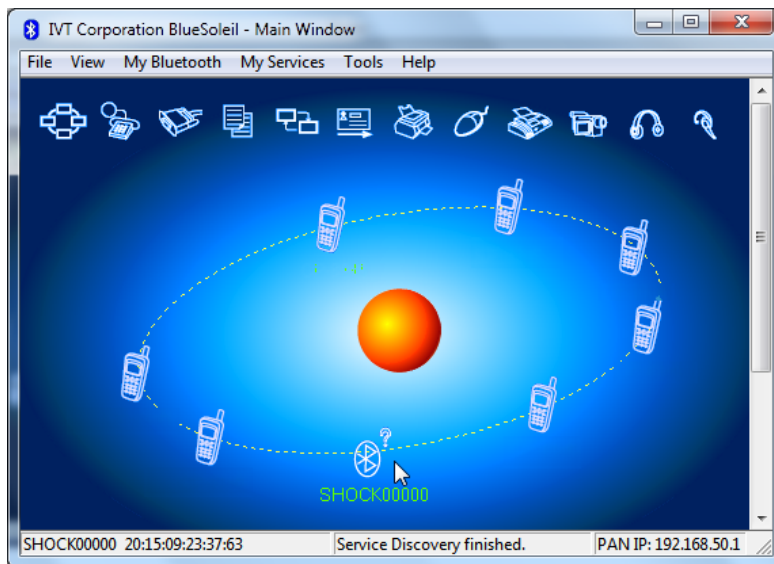 IVT Corporation BlueSoleil - Main Window
File View My Bluetooth My Services Tools Help
SHOCK00000
SHOCK00000 20:15:09:23:37:63 Service Discovery finished. PAN IP: 192.168.50.1